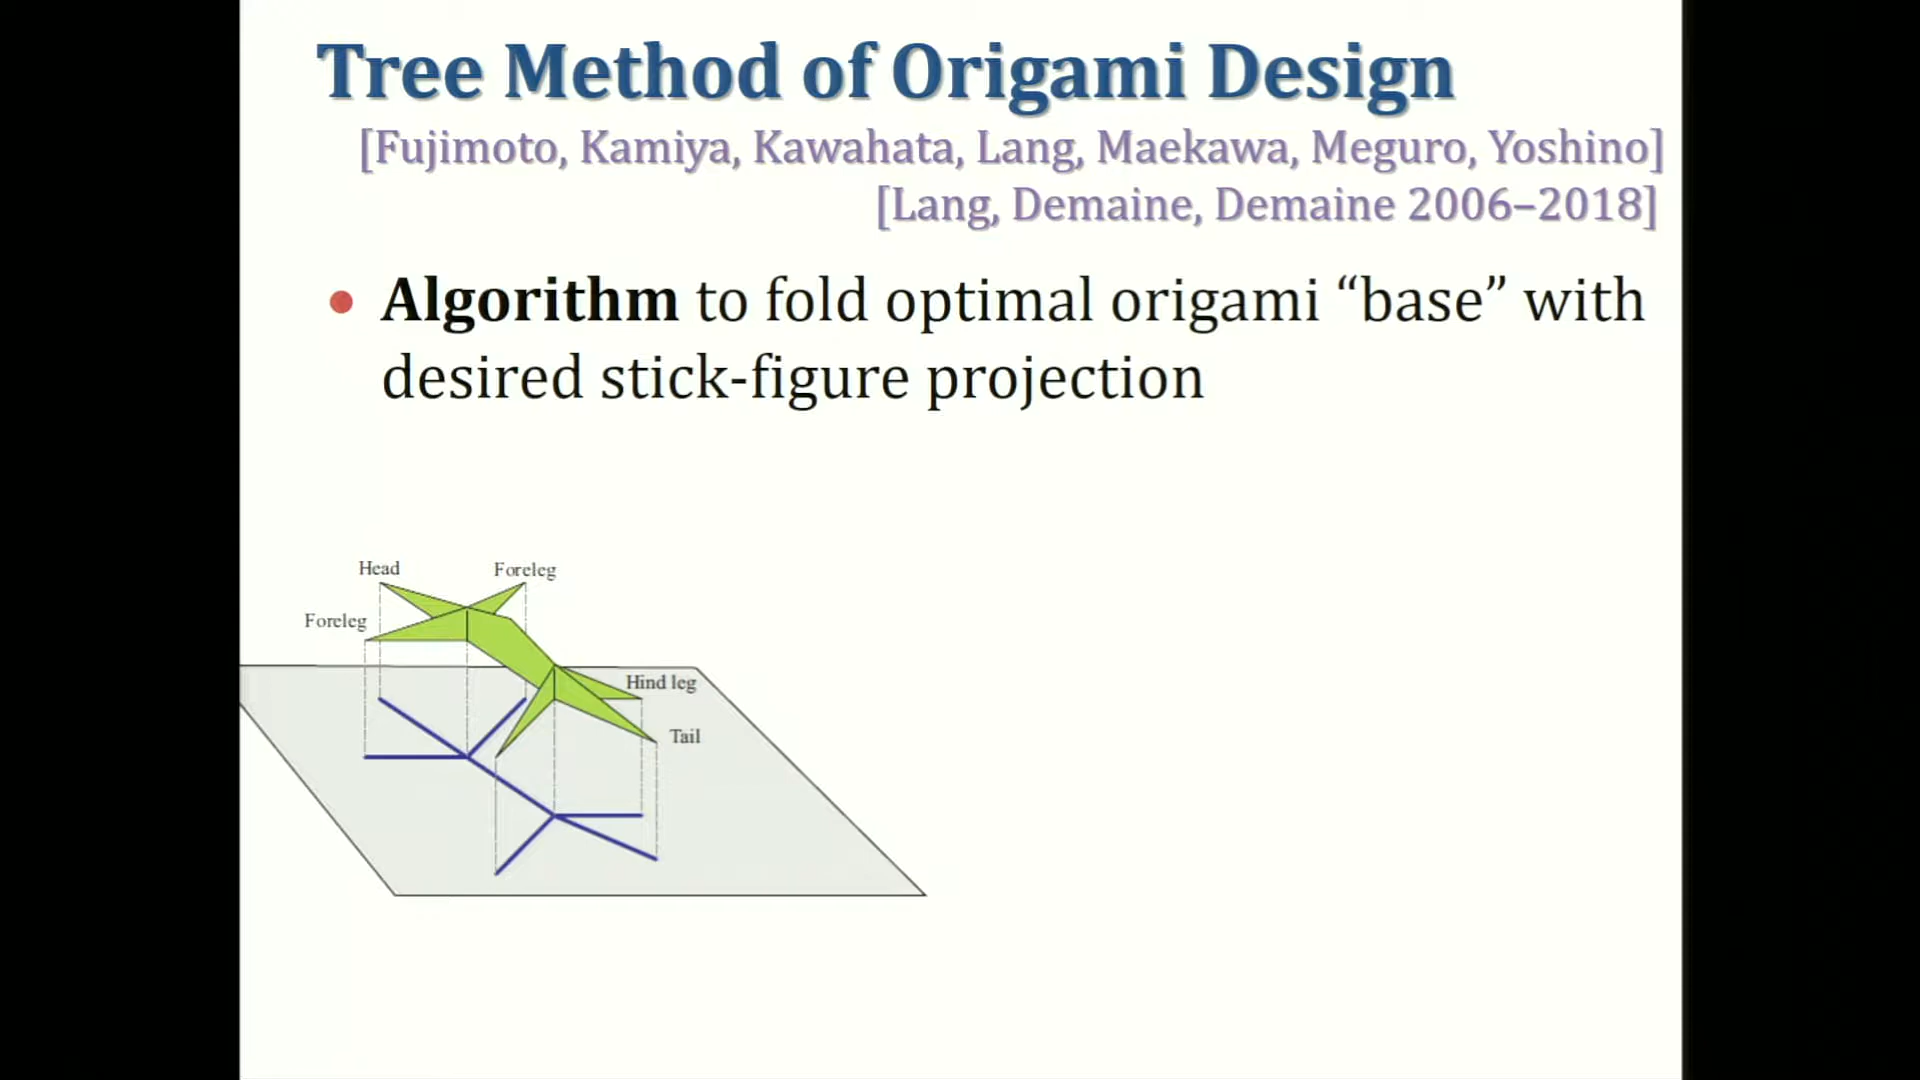 Tree Method of Origami Design
[Fujimoto, Kamiya, Kawahata, Lang, Maekawa, Meguro, Yoshino]
[Lang, Demaine, Demaine 2006–2018]
• Algorithm to fold optimal origami “base” with
desired stick-figure projection
Head
Foreleg
Foreleg
Hind leg
Tail